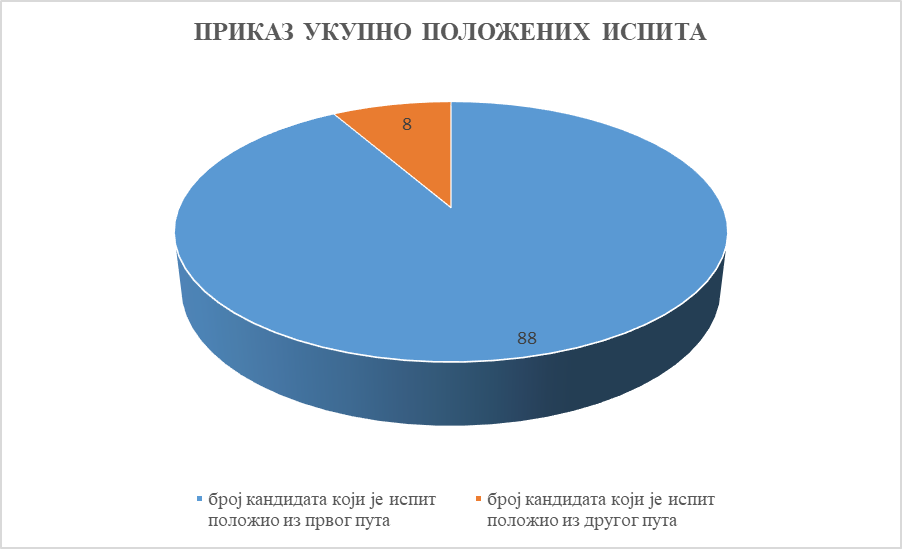 ПРИКАЗ УКУПНО ПОЛОЖЕНИХ ИСПИТА
8
88
број кандидата који је испит
положио из првог пута
број кандидата који је испит
положио из другог пута